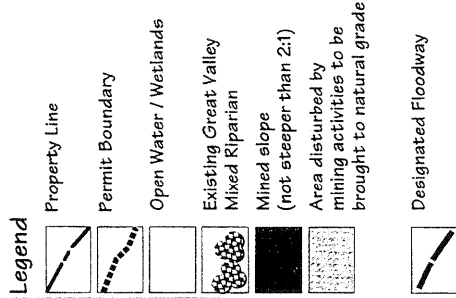 Legend
Property Line
Permit Boundary
Open Water / Wetlands
Existing Great Valley
Mixed Riparian
Mined slope
(not steeper than 2:1)
Area disturbed by
mining activities to be
brought to natural grade
Designated Floodway